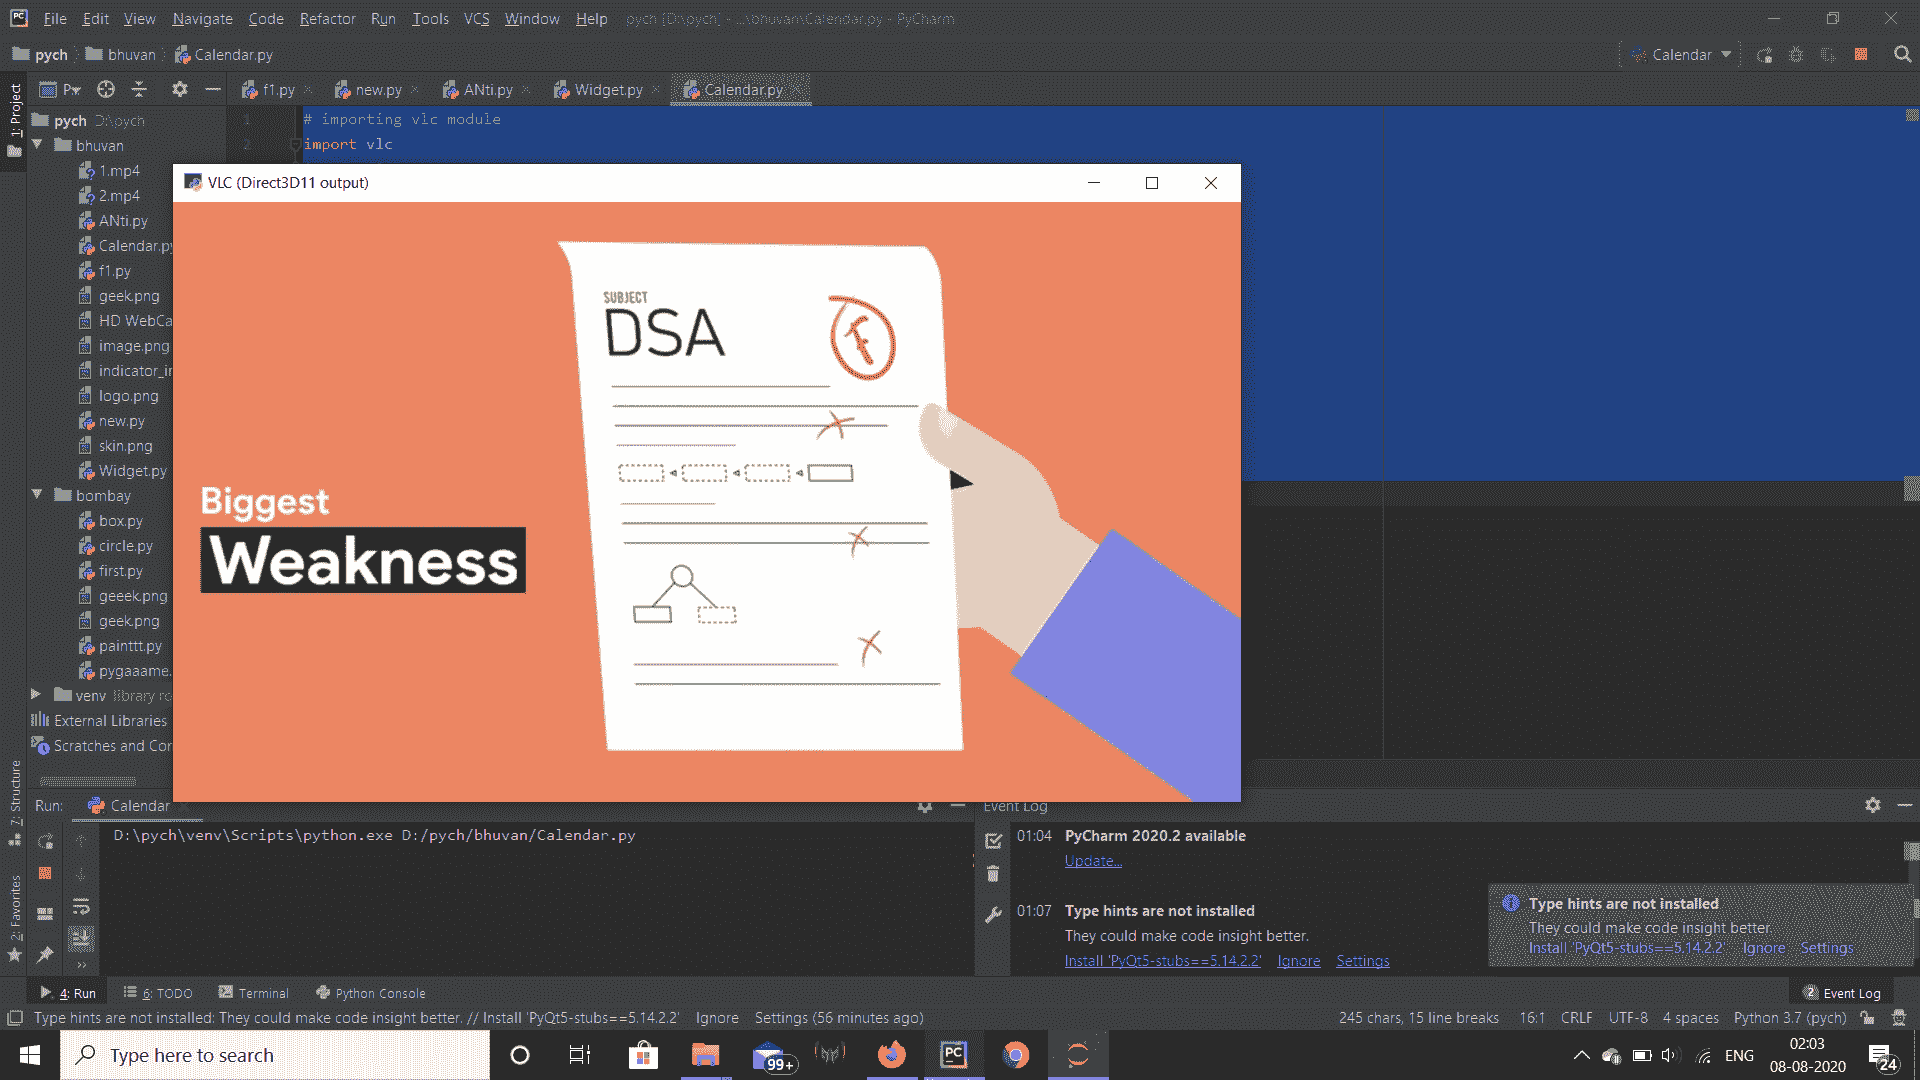 File Edit View Navigate Code Refactor Run Tools VCS Window Help pych [D:\pych] - ...\bhuvan\Calendar.py - PyCharm
pych bhuvan Calendar.py
Calendar
1: Project
P
f1.py new.py ANti.py Widget.py Calendar.py
pych D:\pych
bhuvan
1.mp4
2.mp4
ANti.py
Calendar.py
f1.py
geek.png
HD WebCa
image.png
indicator_i
logo.png
new.py
skin.png
Widget.py
bombay
box.py
circle.py
first.py
geeek.png
geek.png
painttt.py
pygaaame.
venv library ro
External Libraries
Scratches and Co
1 # importing vlc module
2 import vlc
VLC (Direct3D11 output)
SUBJECT
DSA
F
Biggest
Weakness
7: Structure
2: Favorites
Run: Calendar
D:\pych\venv\Scripts\python.exe D:/pych/bhuvan/Calendar.py
Event Log
01:04 PyCharm 2020.2 available
Update...
01:07 Type hints are not installed
They could make code insight better.
Install 'PyQt5-stubs==5.14.2.2' Ignore Settings
Type hints are not installed
They could make code insight better.
Install 'PyQt5-stubs==5.14.2.2' Ignore Settings
4: Run 6: TODO Terminal Python Console
2 Event Log
Type hints are not installed: They could make code insight better. // Install 'PyQt5-stubs==5.14.2.2' Ignore Settings (56 minutes ago)
245 chars, 15 line breaks 16:1 CRLF UTF-8 4 spaces Python 3.7 (pych)
Type here to search
99+
PC
ENG
02:03
08-08-2020
24